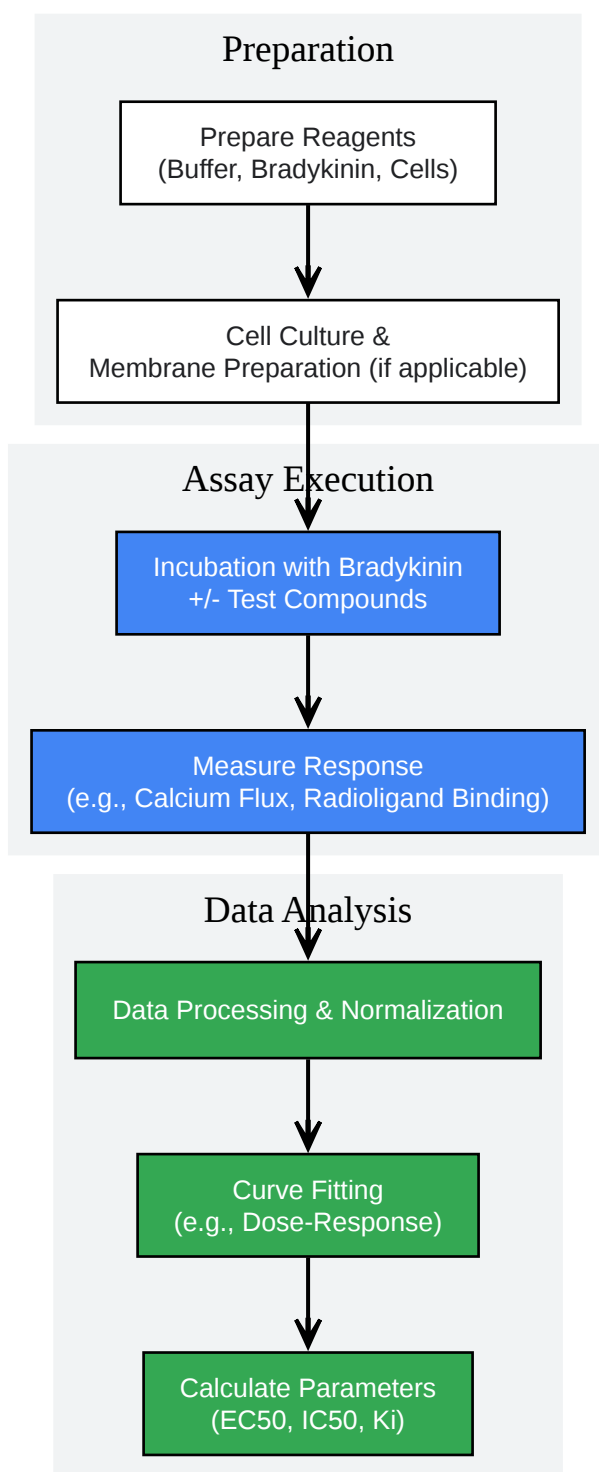 Preparation
Prepare Reagents
(Buffer, Bradykinin, Cells)
Cell Culture &
Membrane Preparation (if applicable)
Assay Execution
Incubation with Bradykinin
+/- Test Compounds
Measure Response
(e.g., Calcium Flux, Radioligand Binding)
Data Analysis
Data Processing & Normalization
Curve Fitting
(e.g., Dose-Response)
Calculate Parameters
(EC50, IC50, Ki)